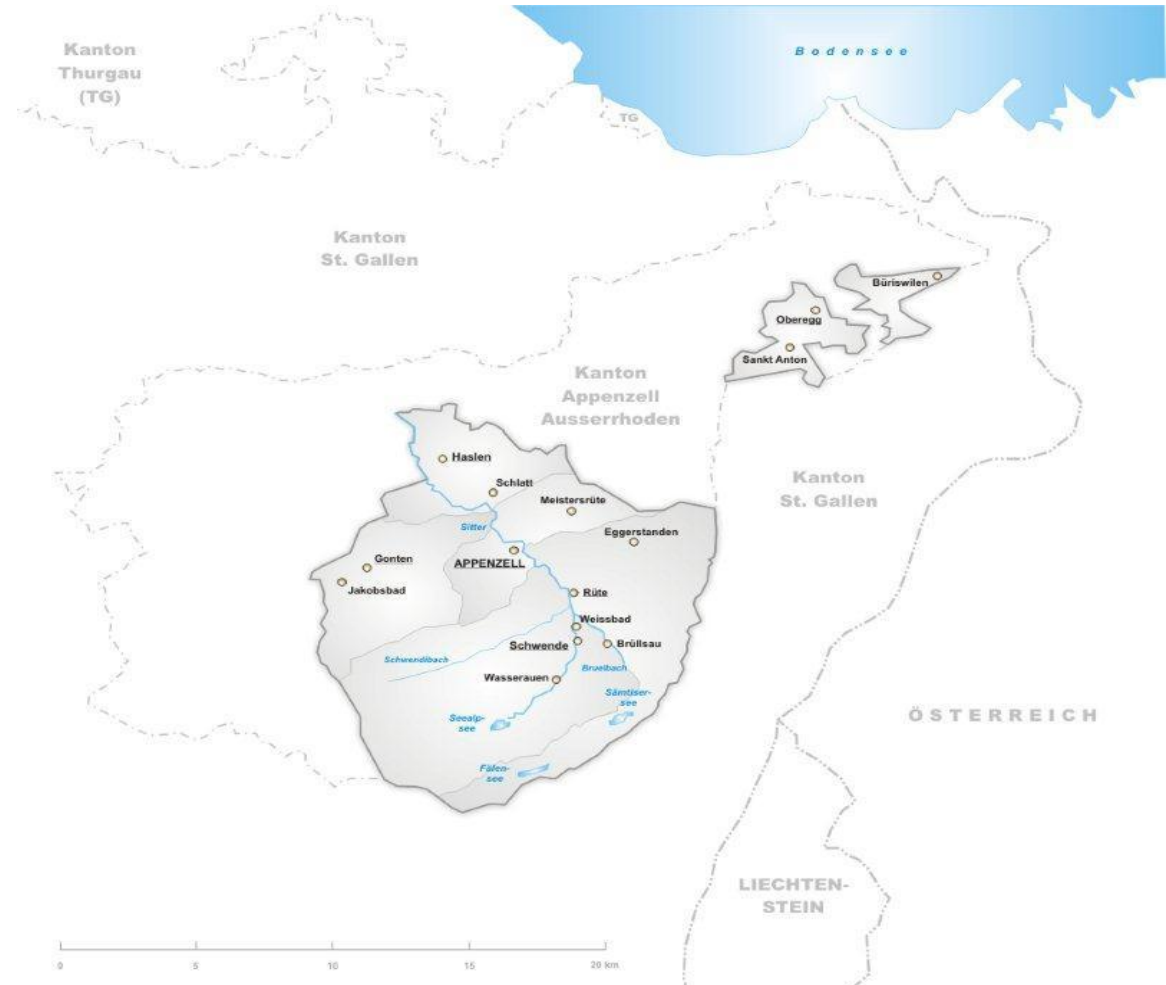 Kanton
Thurgau
(TG)
Bodensee
TG
Kanton
St. Gallen
Büriswilen
Oberegg
Sankt Anton
Kanton
Appenzell
Ausserrhoden
Haslen
Schlatt
Meistersrüte
Kanton
St. Gallen
Sitter
Eggerstanden
Gonten
APPENZELL
Jakobsbad
Rüte
Weissbad
Schwende
Brüllsau
Schwendibach
Bruelbach
Wasserauen
Sämtiser-
see
Seealp-
see
ÖSTERREICH
Fälen-
see
LIECHTEN-
STEIN
0 5 10 15 20 km